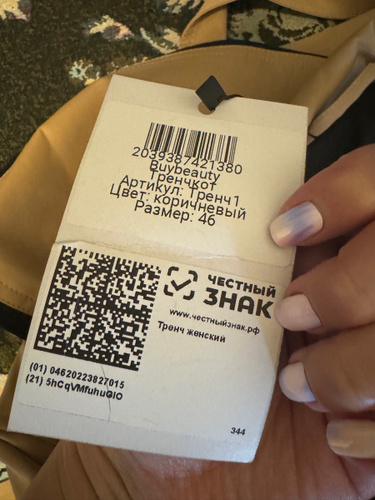 2039387421380
Buybeauty
Тренчкот
Артикул: Тренч1
Цвет: коричневый
Размер: 46
ЧЕСТНЫЙ
ЗНАК
www.честныйзнак.рф
Тренч женский
(01) 04620223827015
(21) 5hCqVMfuhuGIO
344